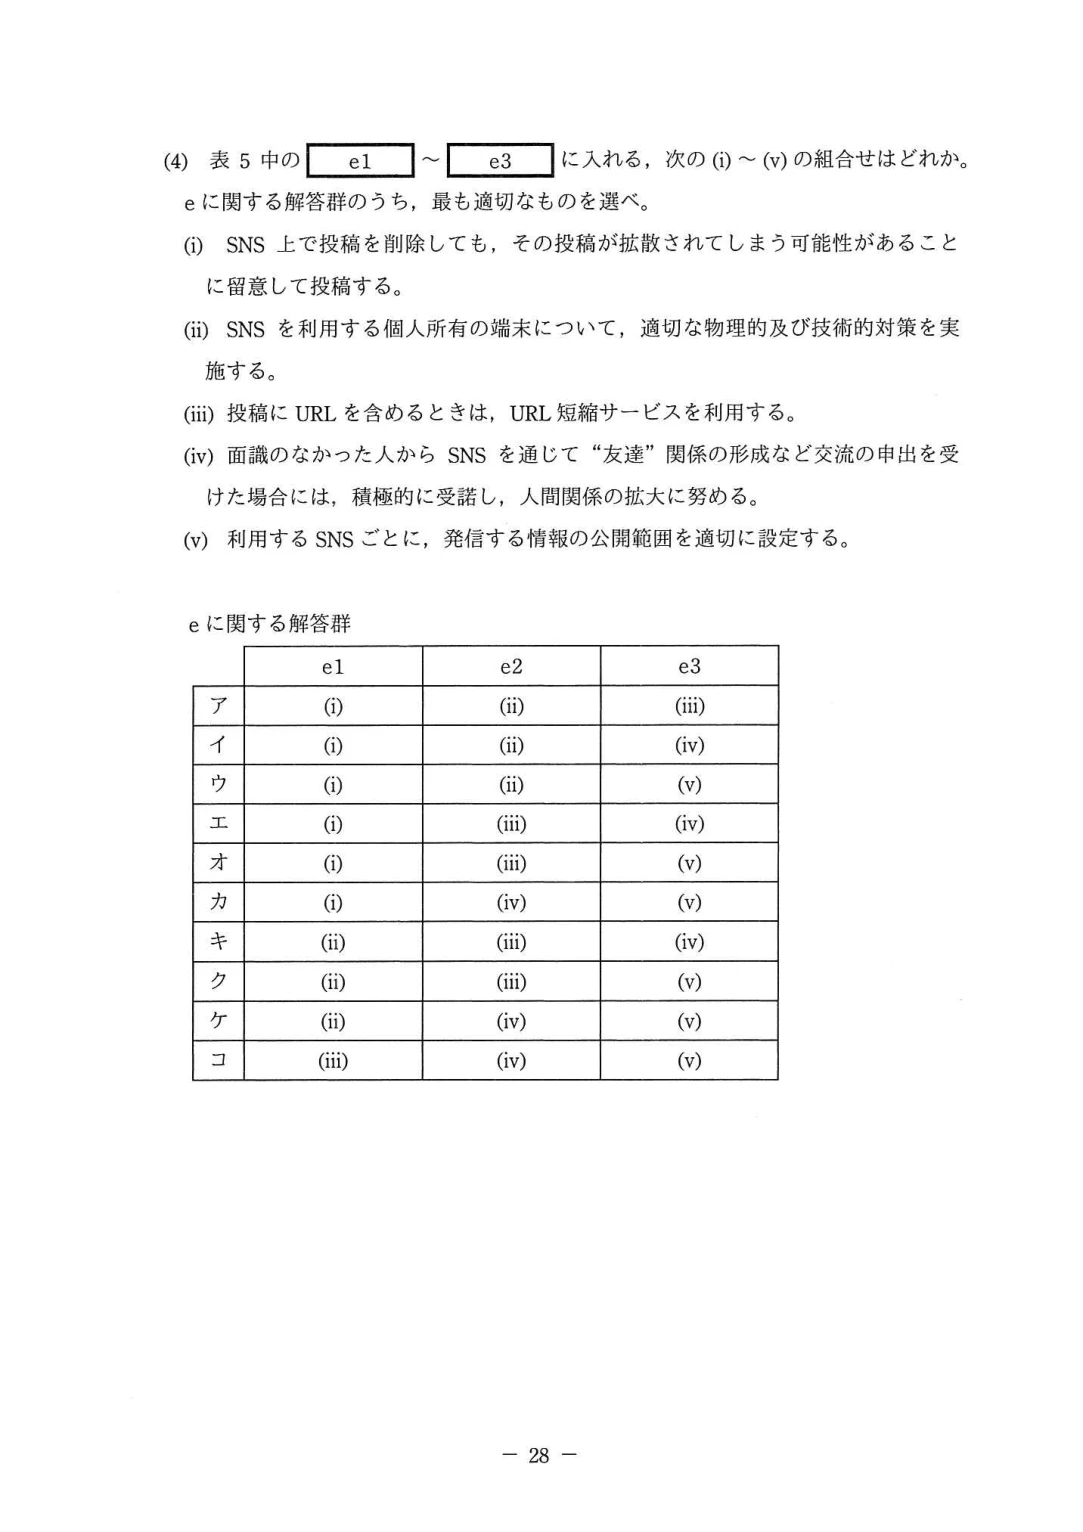 (4) 表 5 中の e1 ～ e3 に入れる，次の (i) ～ (v) の組合せはどれか。
e に関する解答群のうち，最も適切なものを選べ。
(i) SNS 上で投稿を削除しても，その投稿が拡散されてしまう可能性があること
に留意して投稿する。
(ii) SNS を利用する個人所有の端末について，適切な物理的及び技術的対策を実
施する。
(iii) 投稿に URL を含めるときは，URL 短縮サービスを利用する。
(iv) 面識のなかった人から SNS を通じて“友達”関係の形成など交流の申出を受
けた場合には，積極的に受諾し，人間関係の拡大に努める。
(v) 利用する SNS ごとに，発信する情報の公開範囲を適切に設定する。
e に関する解答群
e1 e2 e3
ア (i) (ii) (iii)
イ (i) (ii) (iv)
ウ (i) (ii) (v)
エ (i) (iii) (iv)
オ (i) (iii) (v)
カ (i) (iv) (v)
キ (ii) (iii) (iv)
ク (ii) (iii) (v)
ケ (ii) (iv) (v)
コ (iii) (iv) (v)
－ 28 －